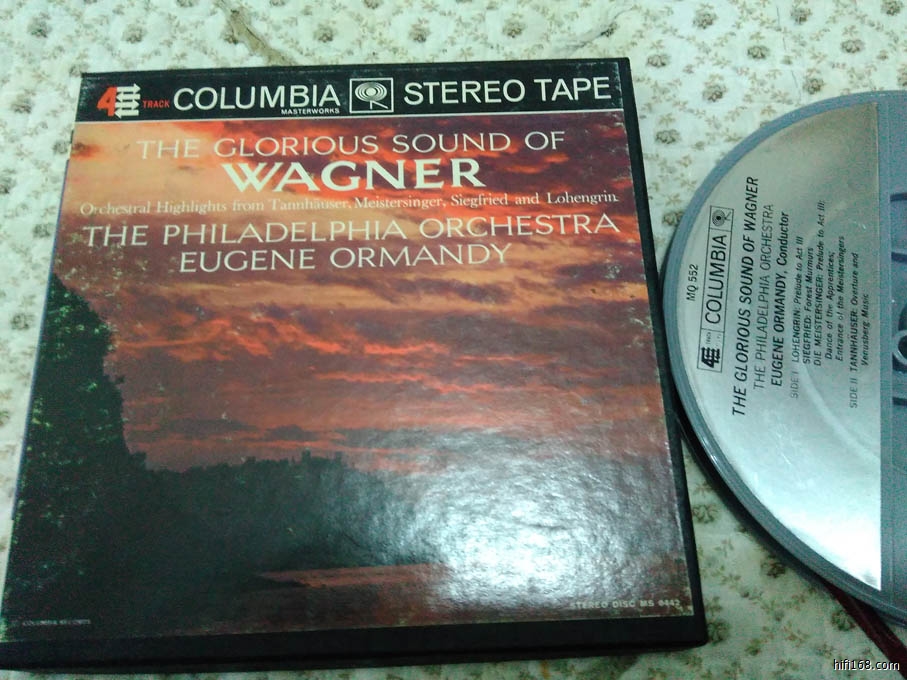 4 TRACK COLUMBIA MASTERWORKS STEREO TAPE
THE GLORIOUS SOUND OF
WAGNER
Orchestral Highlights from Tannhäuser, Meistersinger, Siegfried and Lohengrin
THE PHILADELPHIA ORCHESTRA
EUGENE ORMANDY
STEREO DISC MS 6442
COLUMBIA RECORDS
MQ 552
4 COLUMBIA
THE GLORIOUS SOUND OF WAGNER
THE PHILADELPHIA ORCHESTRA
EUGENE ORMANDY, Conductor
SIDE I LOHENGRIN: Prelude to Act III
SIEGFRIED: Forest Murmurs
DIE MEISTERSINGER: Prelude to Act III;
Dance of the Apprentices;
Entrance of the Meistersingers
SIDE II TANNHAUSER: Overture and
Venusberg Music
hifi168.com